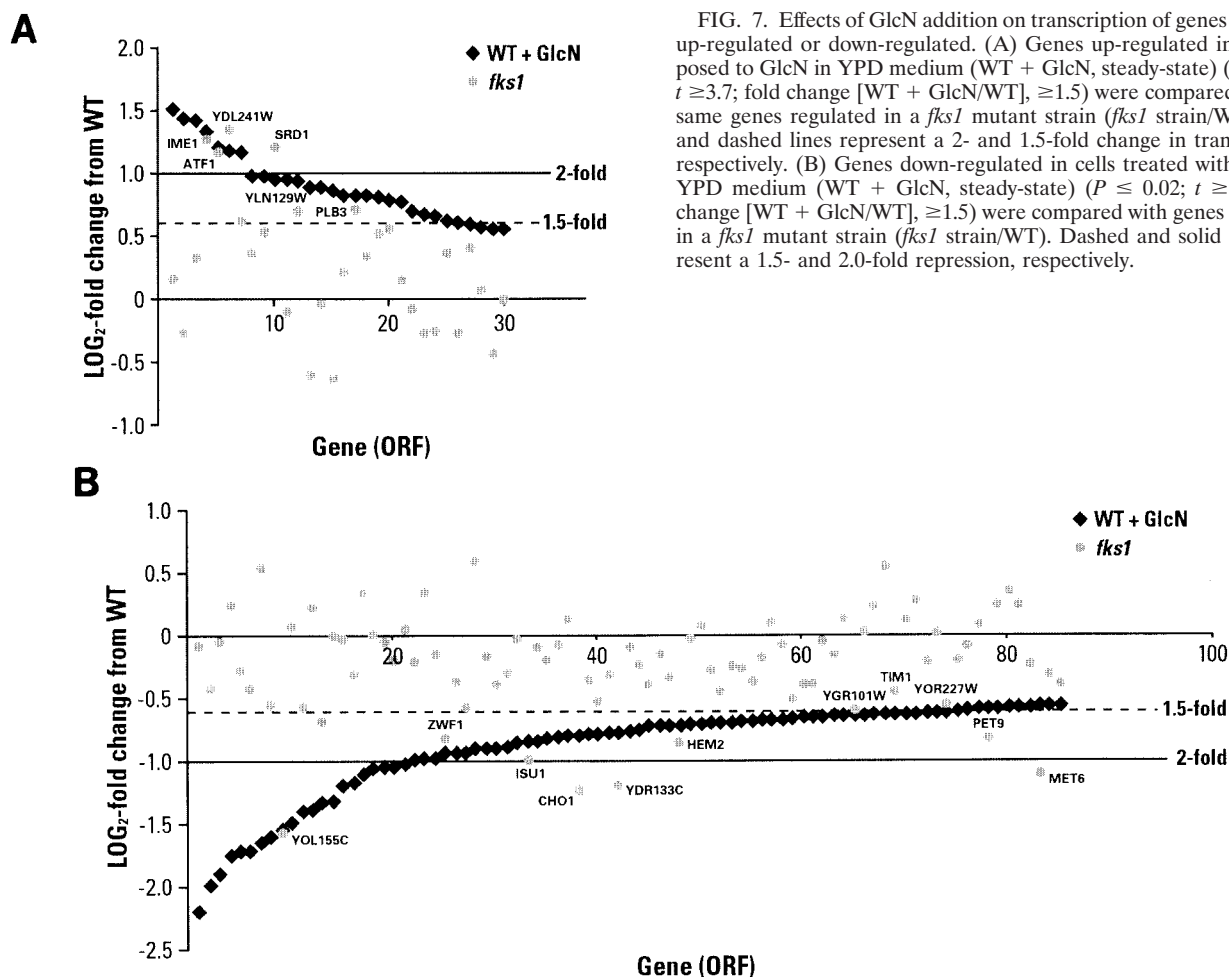 A
LOG₂-fold change from WT
2.0
1.5
1.0
0.5
0
-0.5
-1.0
10
20
30
WT + GlcN
fks1
YDL241W
SRD1
IME1
ATF1
2-fold
YLN129W
PLB3
1.5-fold
Gene (ORF)
FIG. 7. Effects of GlcN addition on transcription of genes
up-regulated or down-regulated. (A) Genes up-regulated in
posed to GlcN in YPD medium (WT + GlcN, steady-state) (
t ≥3.7; fold change [WT + GlcN/WT], ≥1.5) were compared
same genes regulated in a fks1 mutant strain (fks1 strain/W
and dashed lines represent a 2- and 1.5-fold change in tran
respectively. (B) Genes down-regulated in cells treated with
YPD medium (WT + GlcN, steady-state) (P ≤ 0.02; t ≥
change [WT + GlcN/WT], ≥1.5) were compared with genes
in a fks1 mutant strain (fks1 strain/WT). Dashed and solid
resent a 1.5- and 2.0-fold repression, respectively.
B
LOG₂-fold change from WT
1.0
0.5
0
-0.5
-1.0
-1.5
-2.0
-2.5
20
40
60
80
100
WT + GlcN
fks1
TIM1
YGR101W
YOR227W
1.5-fold
ZWF1
PET9
HEM2
2-fold
ISU1
MET6
CHO1
YDR133C
YOL155C
Gene (ORF)